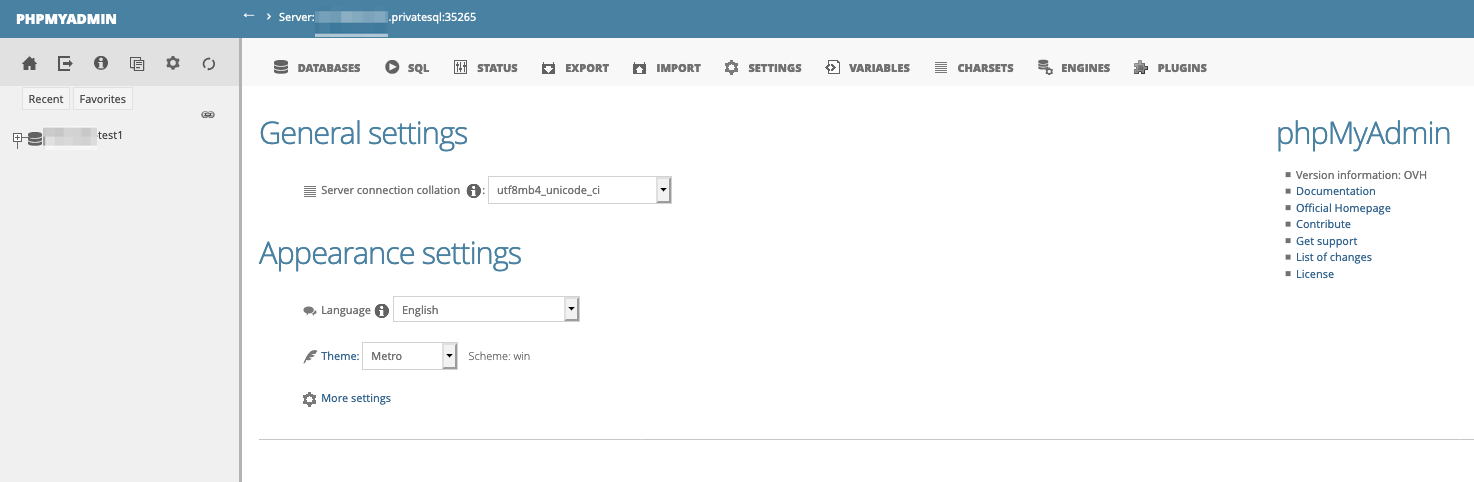 PHPMYADMIN
Server: .privatesql:35265
Recent Favorites
test1
DATABASES SQL STATUS EXPORT IMPORT SETTINGS VARIABLES CHARSETS ENGINES PLUGINS
General settings
Server connection collation : utf8mb4_unicode_ci
Appearance settings
Language English
Theme: Metro Scheme: win
More settings
phpMyAdmin
Version information: OVH
Documentation
Official Homepage
Contribute
Get support
List of changes
License